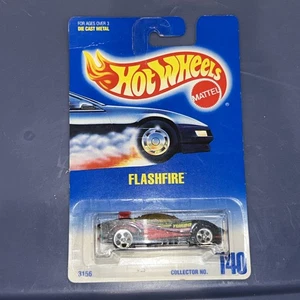 FOR AGES OVER 3
DIE CAST METAL
Hot Wheels
MATTEL
FLASHFIRE
3156
COLLECTOR NO.
140